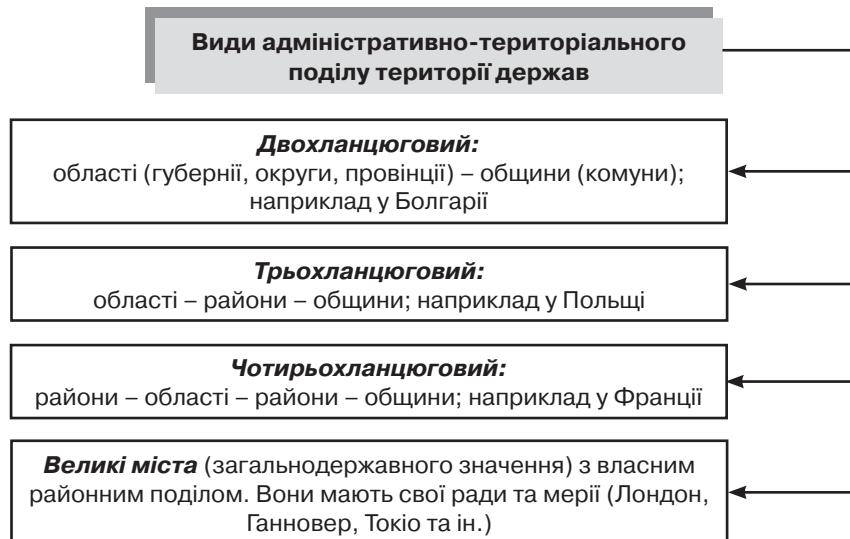 Види адміністративно-територіального
поділу території держав
Двохланцюговий:
області (губернії, округи, провінції) – общини (комуни);
наприклад у Болгарії
Трьохланцюговий:
області – райони – общини; наприклад у Польщі
Чотирьохланцюговий:
райони – області – райони – общини; наприклад у Франції
Великі міста (загальнодержавного значення) з власним
районним поділом. Вони мають свої ради та мерії (Лондон,
Ганновер, Токіо та ін.)